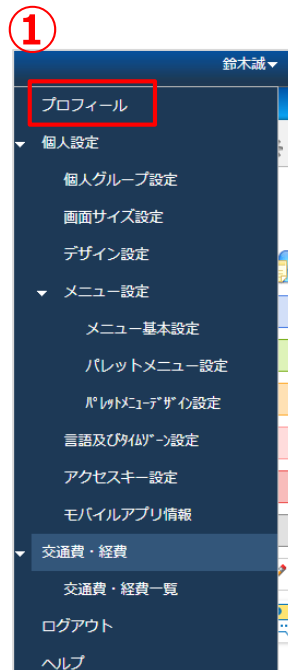 ①
鈴木誠▼
プロフィール
個人設定
個人グループ設定
画面サイズ設定
デザイン設定
メニュー設定
メニュー基本設定
パレットメニュー設定
ﾊﾟﾚｯﾄﾒﾆｭｰﾃﾞｻﾞｲﾝ設定
言語及びﾀｲﾑｿﾞｰﾝ設定
アクセスキー設定
モバイルアプリ情報
交通費・経費
交通費・経費一覧
ログアウト
ヘルプ